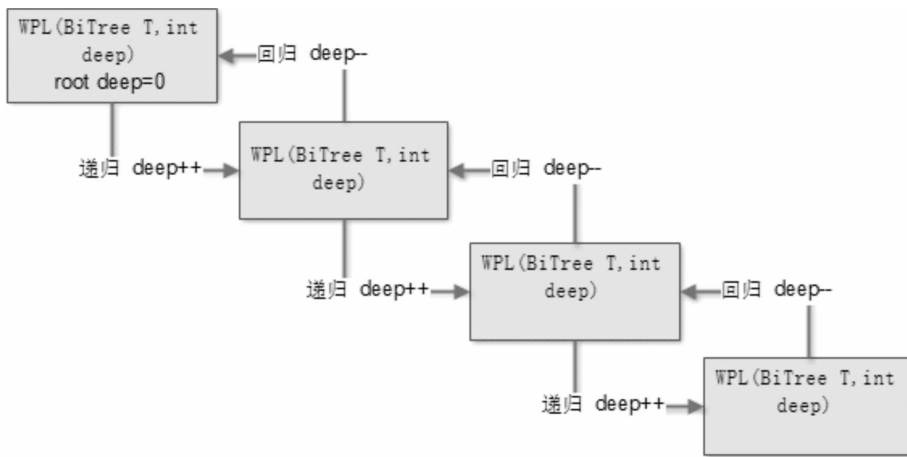 WPL(BiTree T,int
deep)
root deep=0
回归 deep--
递归 deep++
WPL(BiTree T,int
deep)
回归 deep--
递归 deep++
WPL(BiTree T,int
deep)
回归 deep--
递归 deep++
WPL(BiTree T,int
deep)